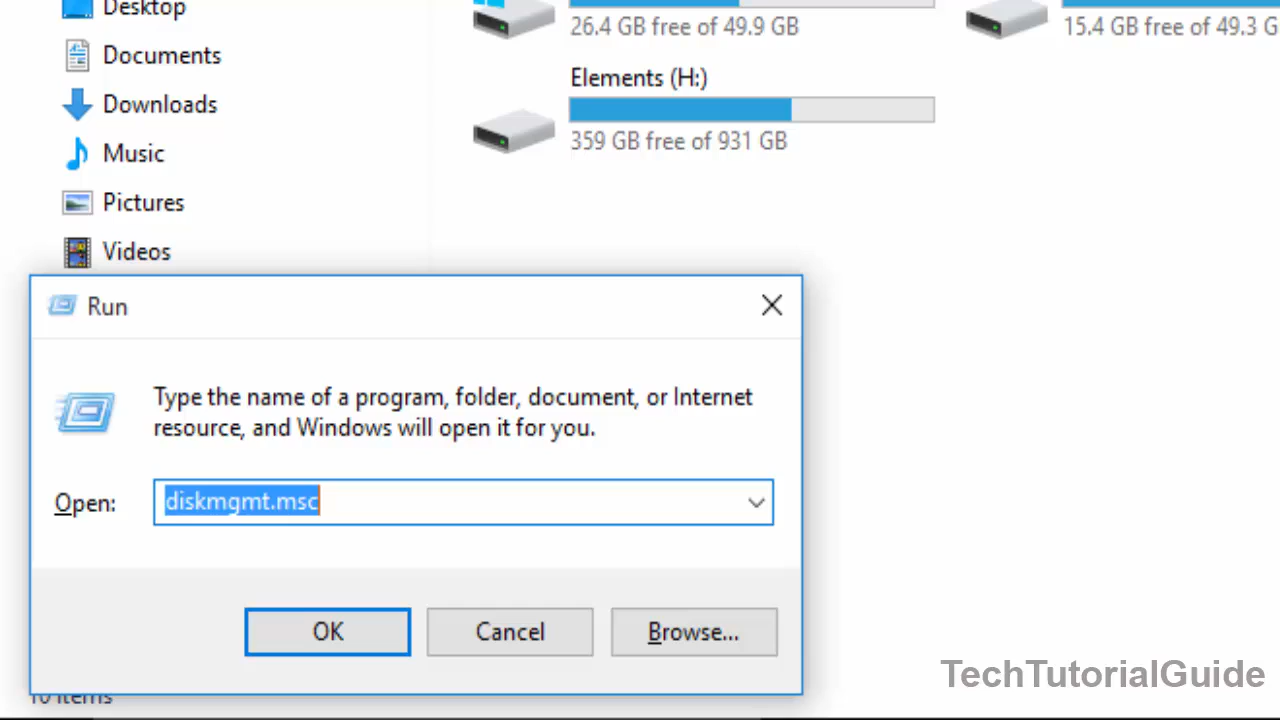 Desktop
Documents
Downloads
Music
Pictures
Videos
26.4 GB free of 49.9 GB
15.4 GB free of 49.3 G
Elements (H:)
359 GB free of 931 GB
Run
Type the name of a program, folder, document, or Internet
resource, and Windows will open it for you.
Open:
diskmgmt.msc
OK
Cancel
Browse...
10 items
TechTutorialGuide